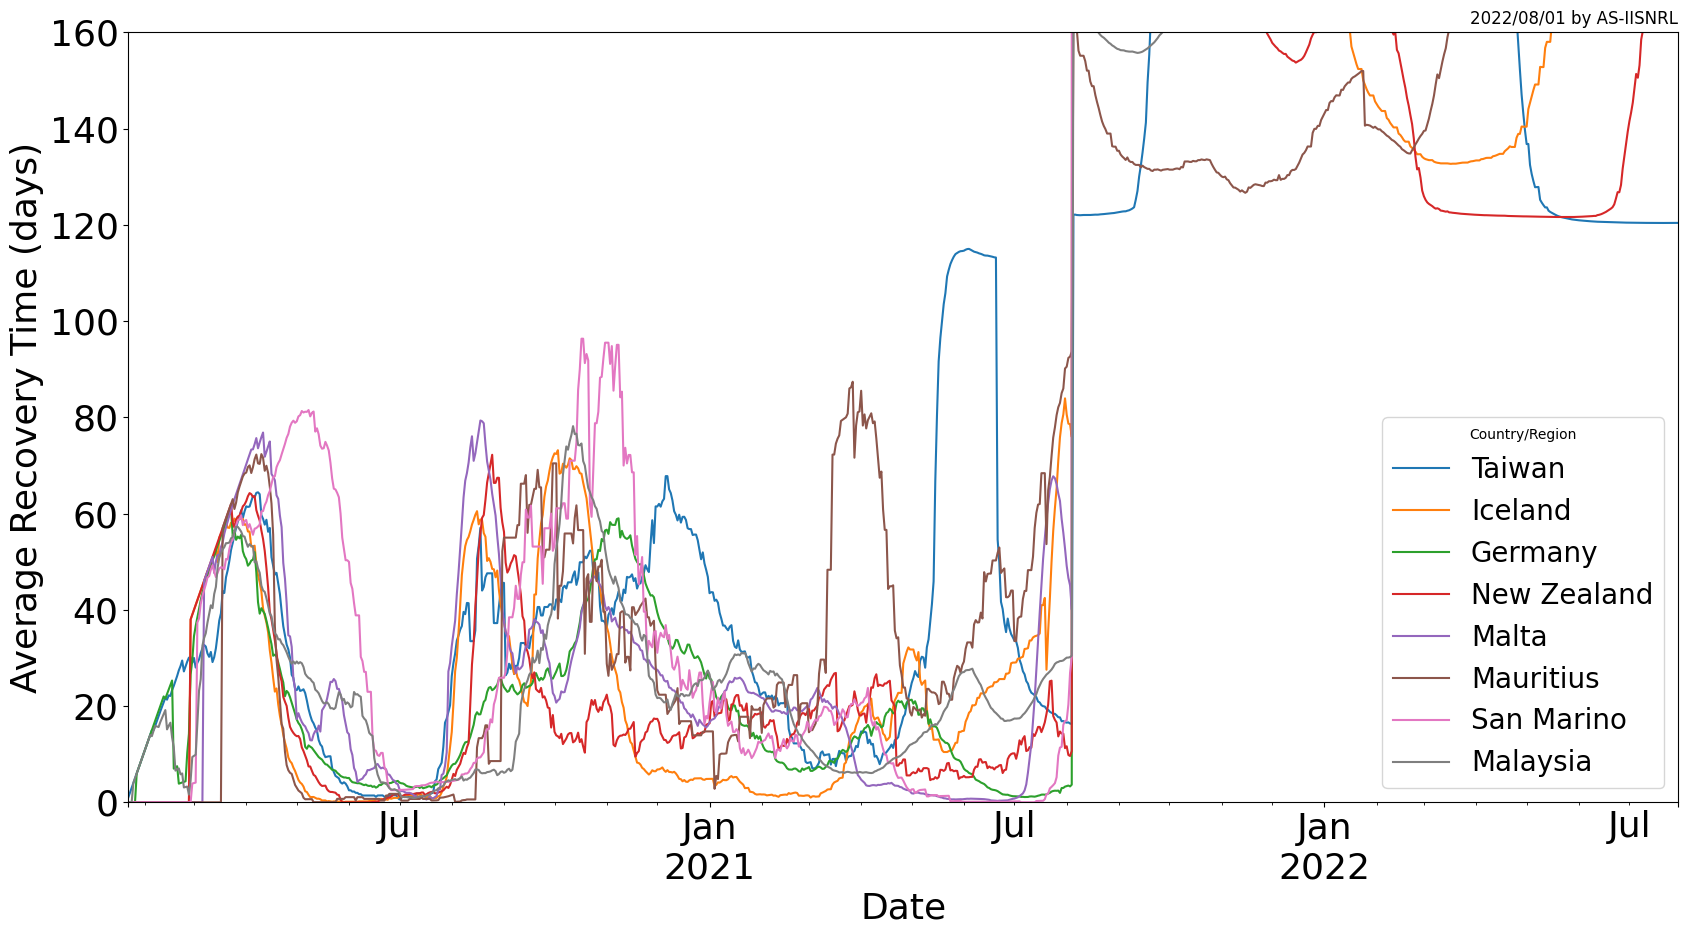 2022/08/01 by AS-IISNRL
Average Recovery Time (days)
160
140
120
100
80
60
40
20
0
Country/Region
Taiwan
Iceland
Germany
New Zealand
Malta
Mauritius
San Marino
Malaysia
Jul Jan Jul Jan Jul
2021 2022
Date